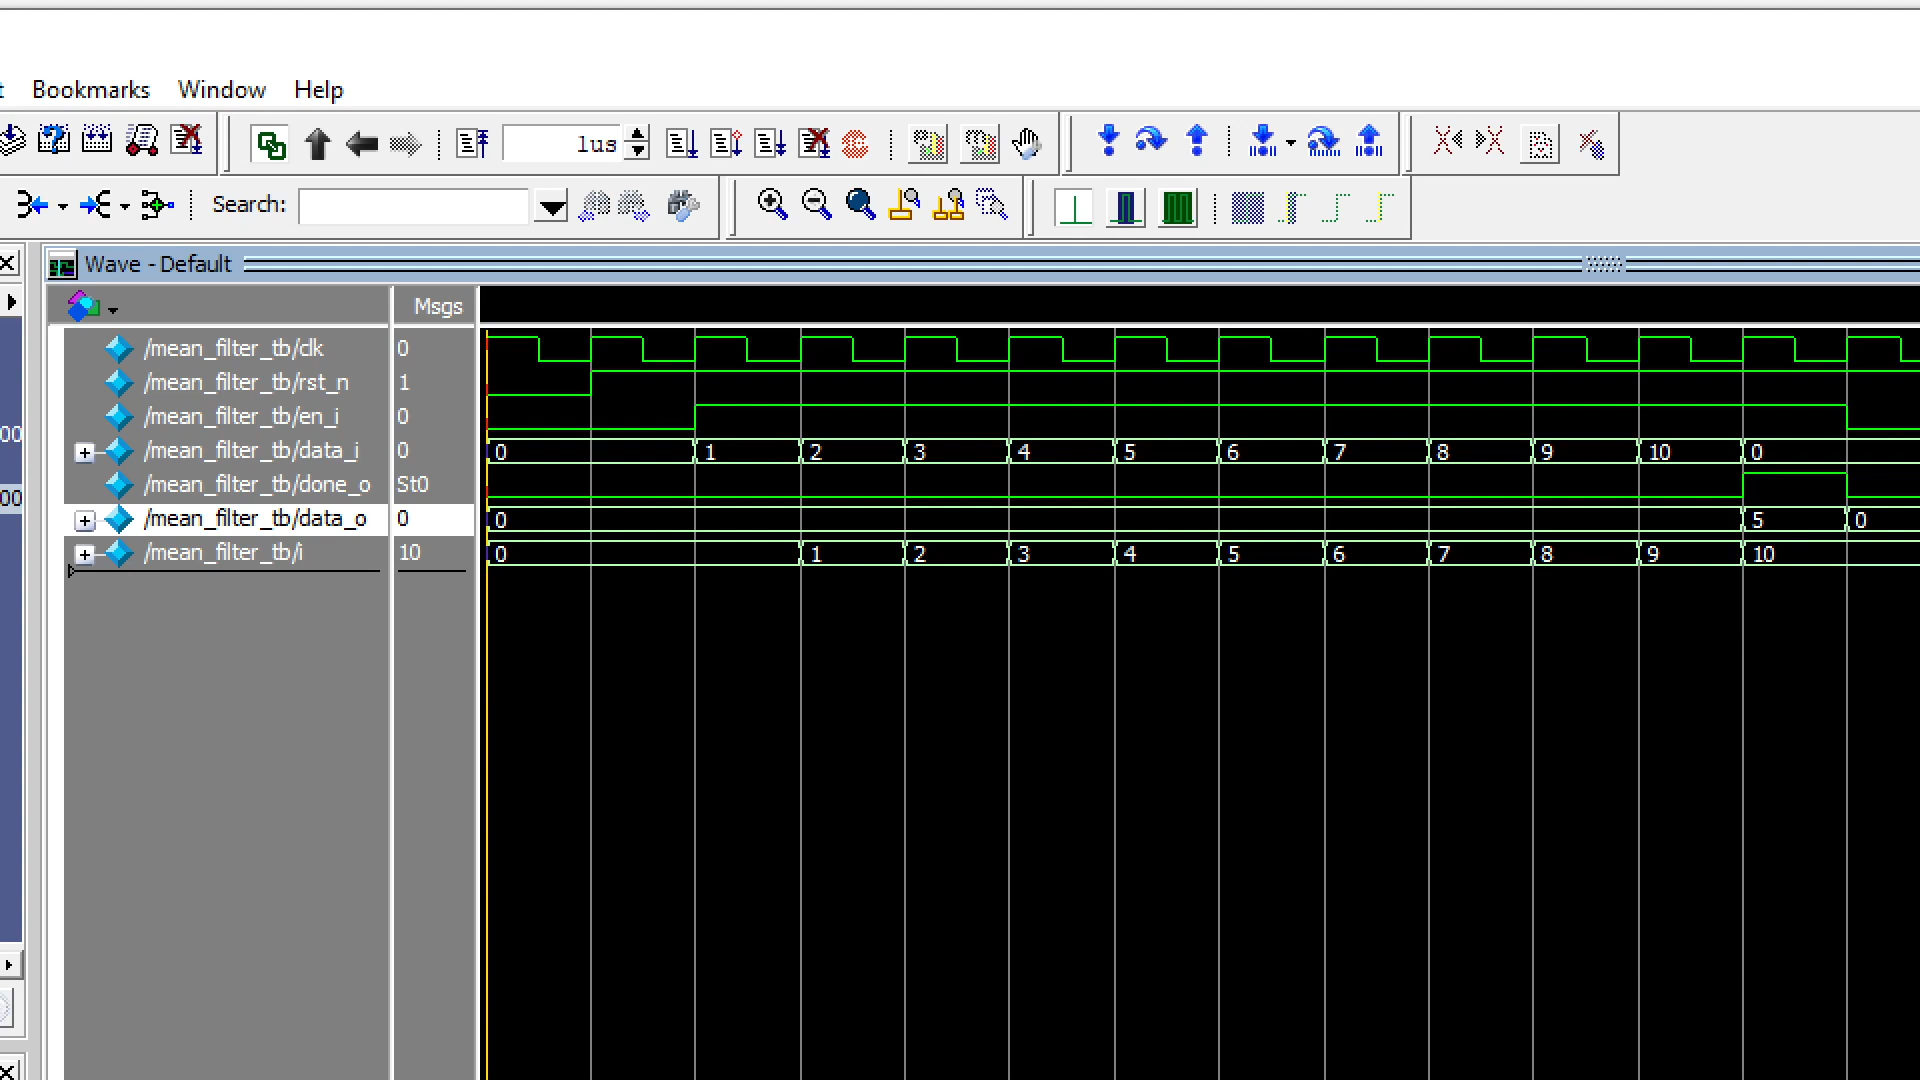 t Bookmarks Window Help
1us
Search:
Wave - Default
Msgs
/mean_filter_tb/clk 0
/mean_filter_tb/rst_n 1
/mean_filter_tb/en_i 0
/mean_filter_tb/data_i 0 0 1 2 3 4 5 6 7 8 9 10 0
/mean_filter_tb/done_o St0
/mean_filter_tb/data_o 0 0 5 0
/mean_filter_tb/i 10 0 1 2 3 4 5 6 7 8 9 10
00
00